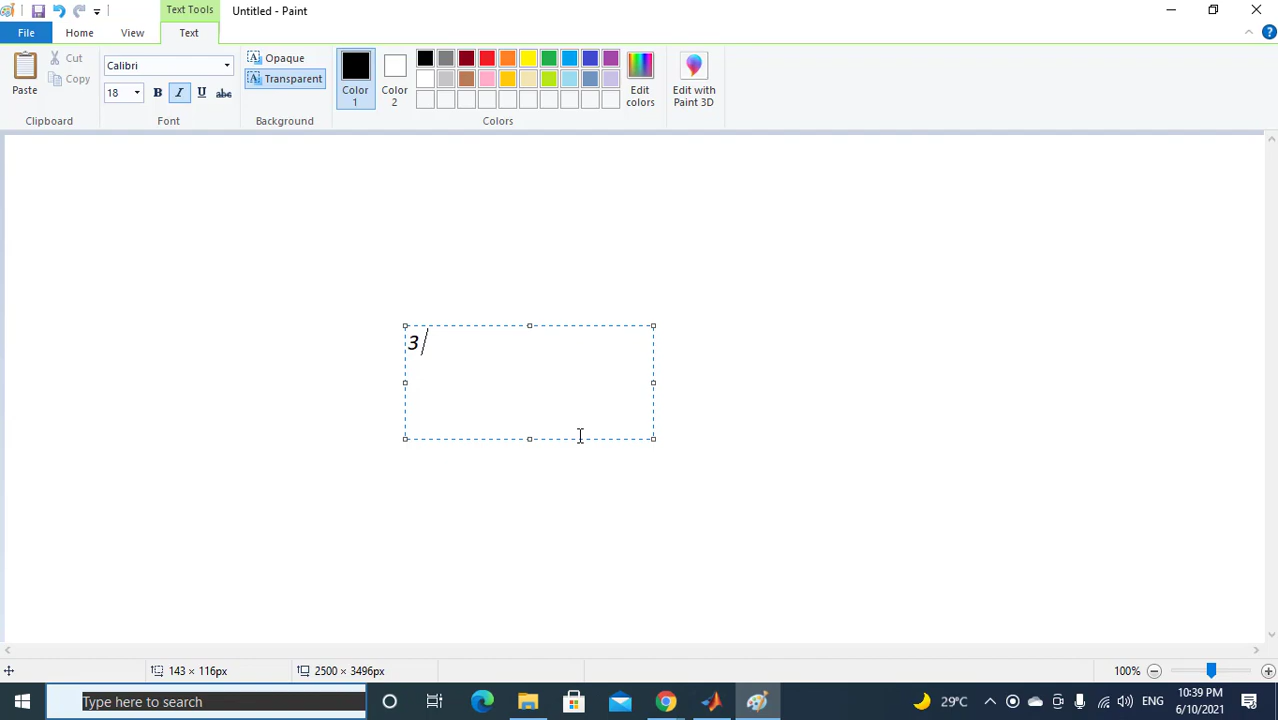 Text Tools
Untitled - Paint
File
Home
View
Text
Paste
Cut
Copy
Clipboard
Calibri
18
B I U abc
Font
Opaque
Transparent
Background
Color 1
Color 2
Edit colors
Colors
Edit with Paint 3D
3
143 × 116px
2500 × 3496px
100%
Type here to search
29°C
ENG
10:39 PM
6/10/2021